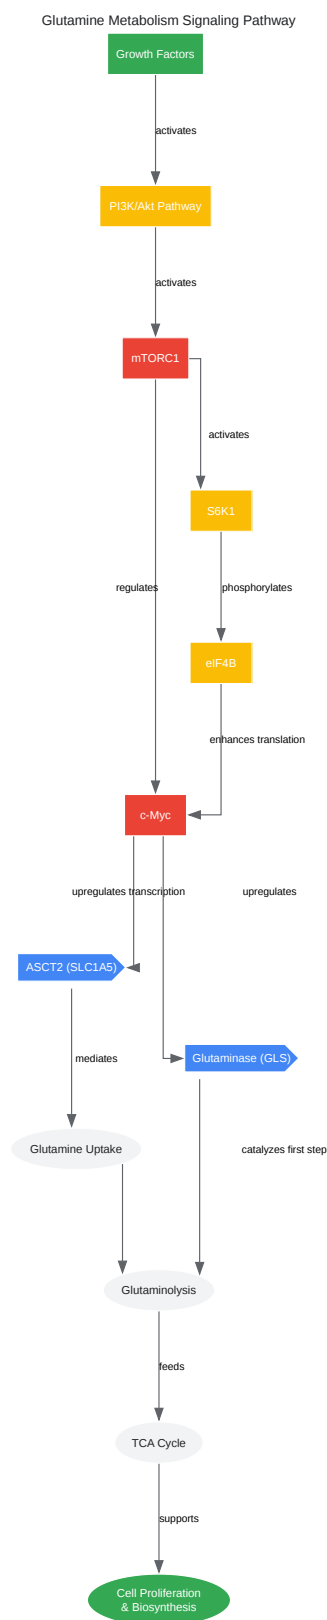 Glutamine Metabolism Signaling Pathway
Growth Factors
activates
PI3K/Akt Pathway
activates
mTORC1
activates
S6K1
regulates
phosphorylates
eIF4B
enhances translation
c-Myc
upregulates transcription
upregulates
ASCT2 (SLC1A5)
Glutaminase (GLS)
mediates
Glutamine Uptake
catalyzes first step
Glutaminolysis
feeds
TCA Cycle
supports
Cell Proliferation
& Biosynthesis